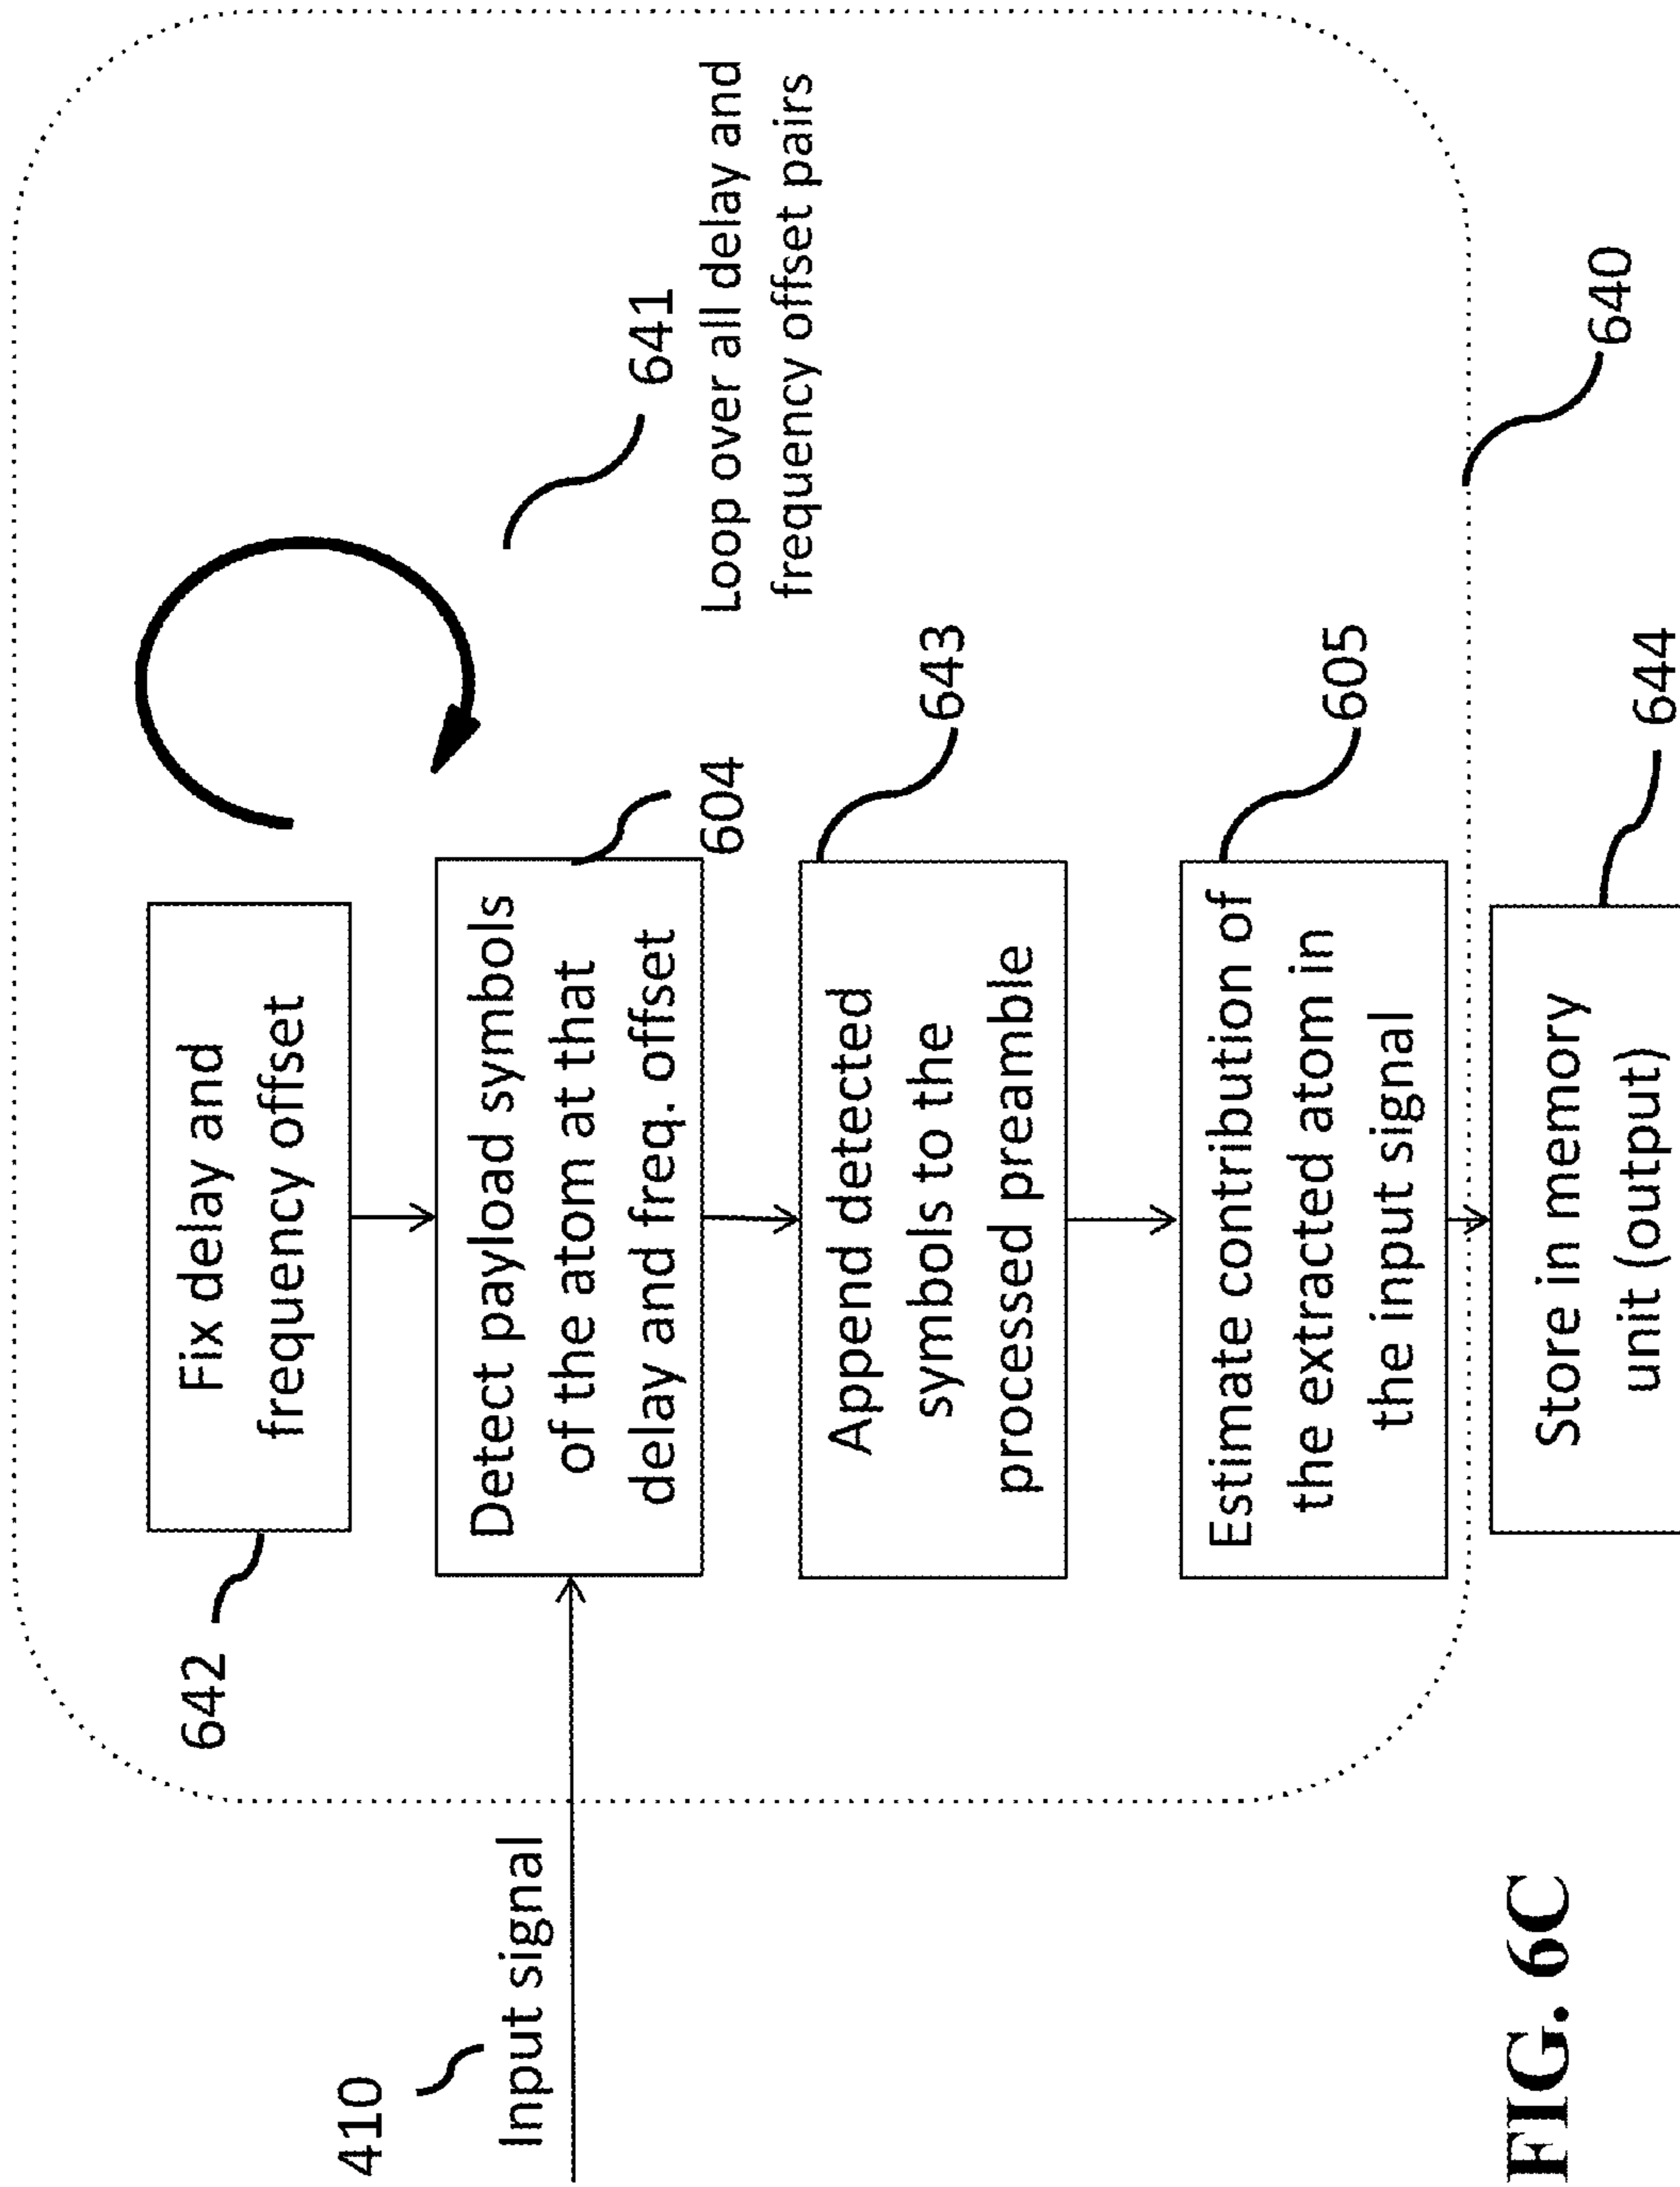 642
Fix delay and
frequency offset
641
Loop over all delay and
frequency offset pairs
410
Input signal
Detect payload symbols
of the atom at that
delay and freq. offset
604
Append detected
symbols to the
processed preamble
643
Estimate contribution of
the extracted atom in
the input signal
605
640
Store in memory
unit (output)
644
FIG. 6C